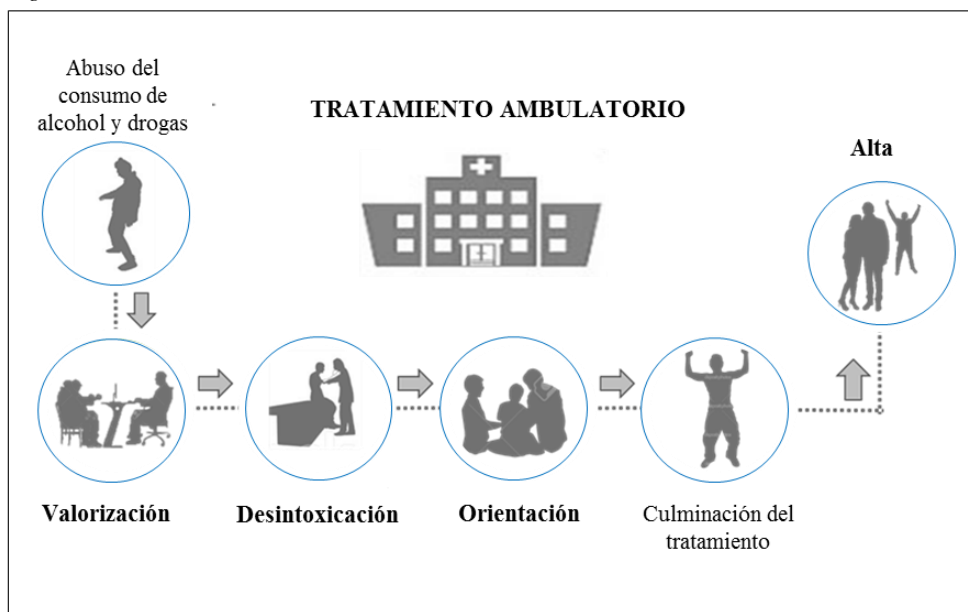 Abuso del
consumo de
alcohol y drogas
TRATAMIENTO AMBULATORIO
Alta
Valorización
Desintoxicación
Orientación
Culminación del
tratamiento